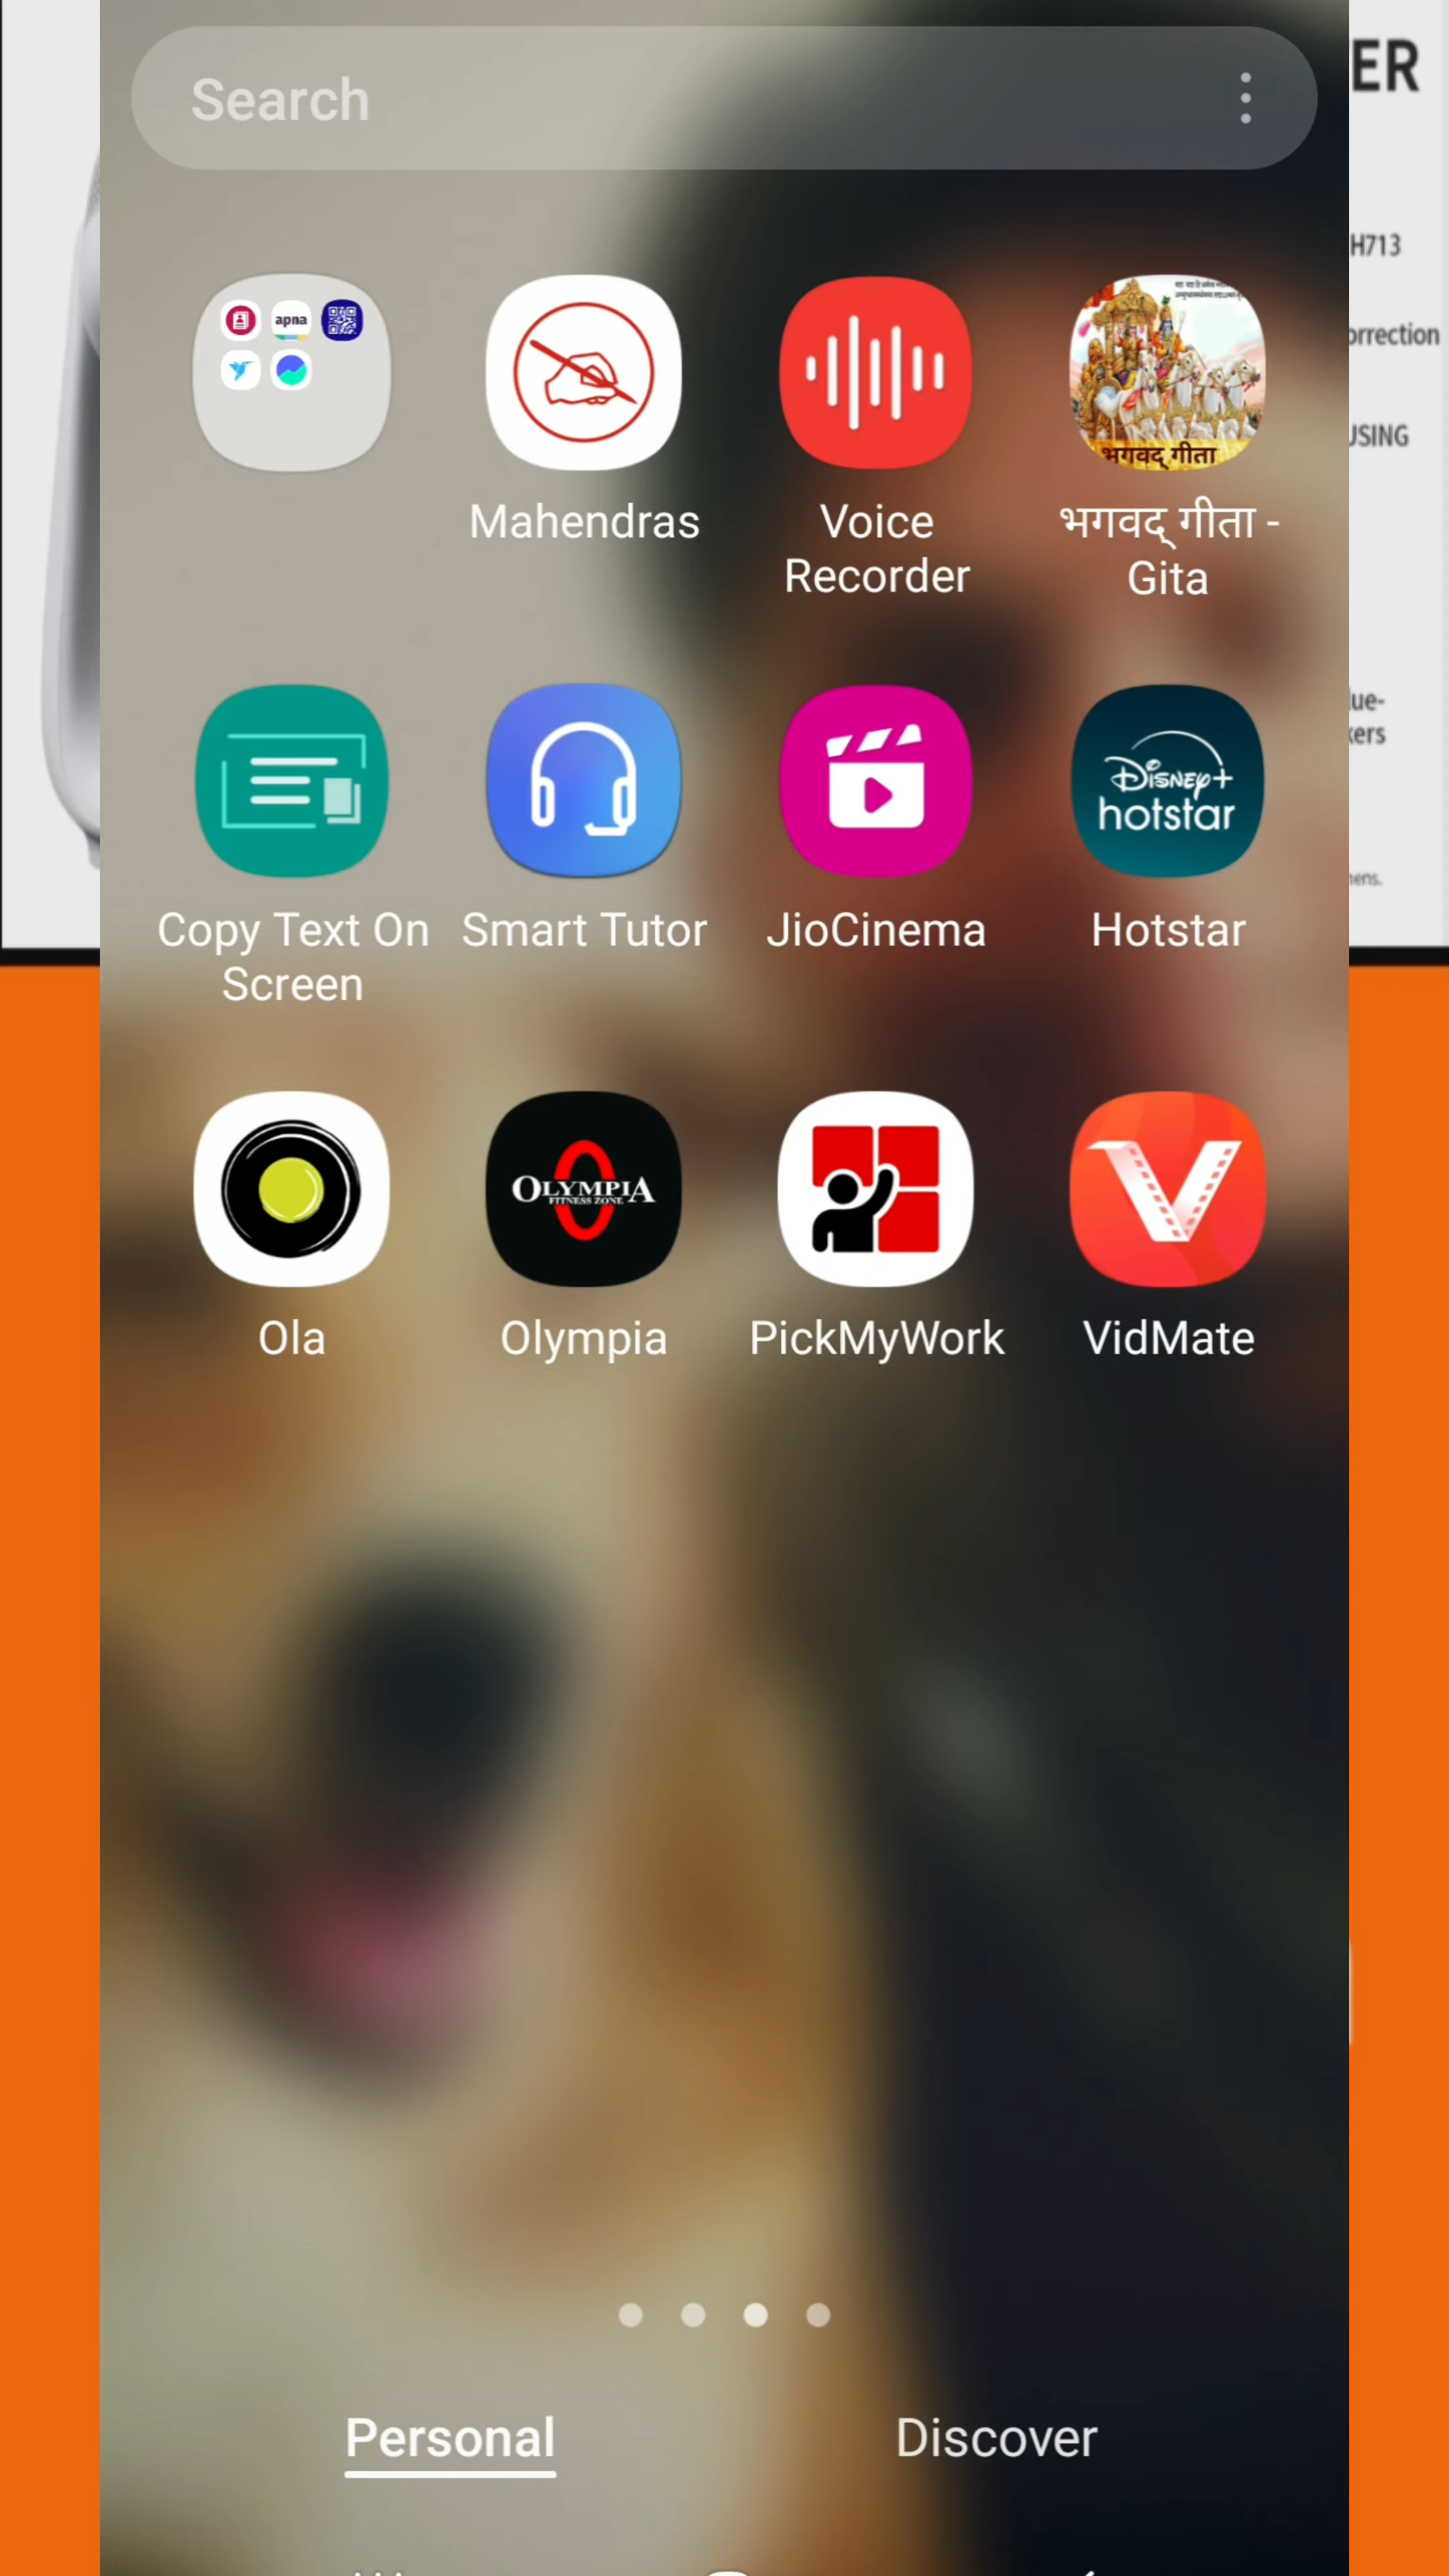 Search
ER
H713
orrection
USING
lue-
kers
apna
भगवद् गीता
Mahendras
Voice
Recorder
भगवद् गीता -
Gita
Disney+
hotstar
Copy Text On
Screen
Smart Tutor
JioCinema
Hotstar
OLYMPIA
FITNESS ZONE
Ola
Olympia
PickMyWork
VidMate
Personal
Discover